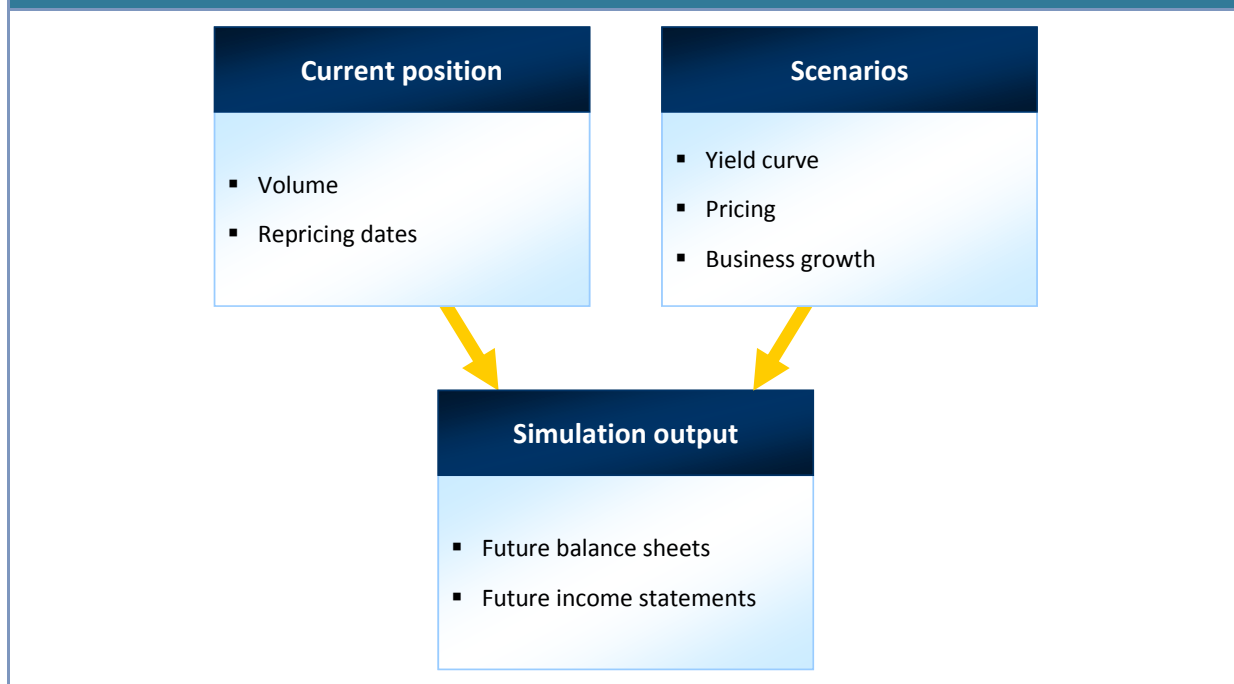 Current position
▪ Volume
▪ Repricing dates
Scenarios
▪ Yield curve
▪ Pricing
▪ Business growth
Simulation output
▪ Future balance sheets
▪ Future income statements